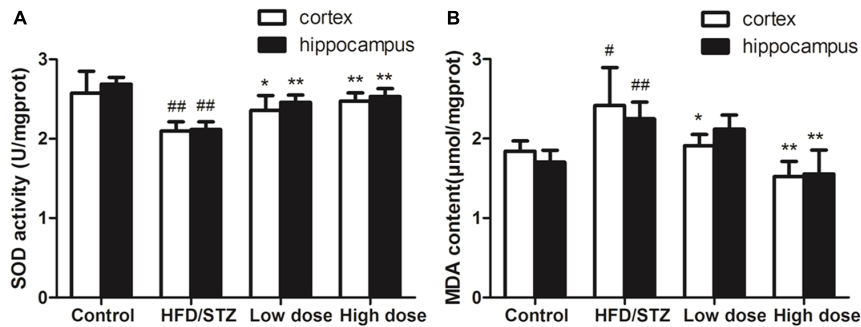 A
cortex
hippocampus
SOD activity (U/mgprot)
3
2
1
0
## ##
* **
** **
Control HFD/STZ Low dose High dose
B
cortex
hippocampus
MDA content(μmol/mgprot)
3
2
1
0
#
##
*
** **
Control HFD/STZ Low dose High dose